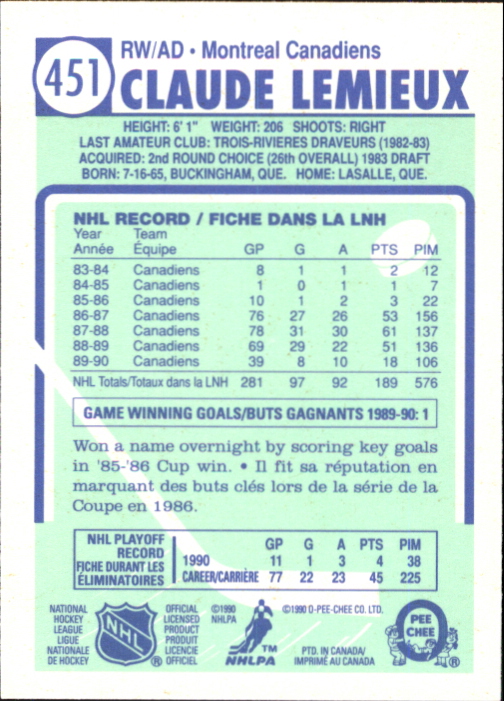 451
RW/AD • Montreal Canadiens
CLAUDE LEMIEUX
HEIGHT: 6' 1" WEIGHT: 206 SHOOTS: RIGHT
LAST AMATEUR CLUB: TROIS-RIVIERES DRAVEURS (1982-83)
ACQUIRED: 2nd ROUND CHOICE (26th OVERALL) 1983 DRAFT
BORN: 7-16-65, BUCKINGHAM, QUE. HOME: LASALLE, QUE.
NHL RECORD / FICHE DANS LA LNH
Year Team
Année Équipe GP G A PTS PIM
83-84 Canadiens 8 1 1 2 12
84-85 Canadiens 1 0 1 1 7
85-86 Canadiens 10 1 2 3 22
86-87 Canadiens 76 27 26 53 156
87-88 Canadiens 78 31 30 61 137
88-89 Canadiens 69 29 22 51 136
89-90 Canadiens 39 8 10 18 106
NHL Totals/Totaux dans la LNH 281 97 92 189 576
GAME WINNING GOALS/BUTS GAGNANTS 1989-90: 1
Won a name overnight by scoring key goals
in '85-'86 Cup win. • Il fit sa réputation en
marquant des buts clés lors de la série de la
Coupe en 1986.
NHL PLAYOFF
RECORD
FICHE DURANT LES
ÉLIMINATOIRES
GP G A PTS PIM
1990 11 1 3 4 38
CAREER/CARRIÈRE 77 22 23 45 225
NATIONAL
HOCKEY
LEAGUE
LIGUE
NATIONALE
DE HOCKEY
NHL
®
OFFICIAL
LICENSED
PRODUCT
PRODUIT
LICENCIE
OFFICIEL
©1990
NHLPA
TM
NHLPA
©1990 O-PEE-CHEE CO. LTD.
PTD. IN CANADA/
IMPRIMÉ AU CANADA
O
PEE
CHEE
®